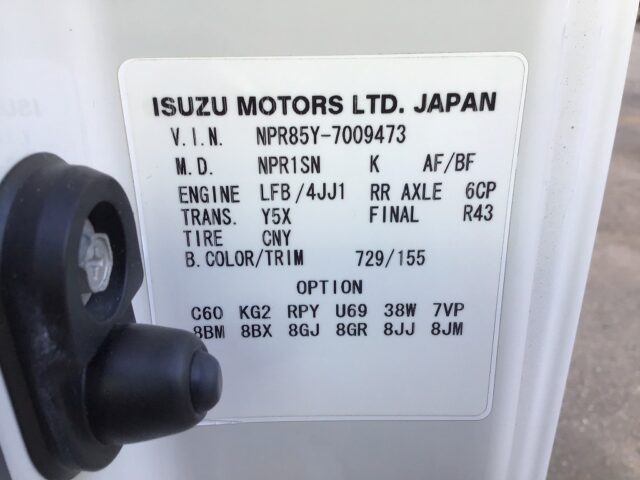 ISUZU MOTORS LTD. JAPAN
V.I.N. NPR85Y-7009473
M.D. NPR1SN K AF/BF
ENGINE LFB/4JJ1 RR AXLE 6CP
TRANS. Y5X FINAL R43
TIRE CNY
B.COLOR/TRIM 729/155
OPTION
C60 KG2 RPY U69 38W 7VP
8BM 8BX 8GJ 8GR 8JJ 8JM